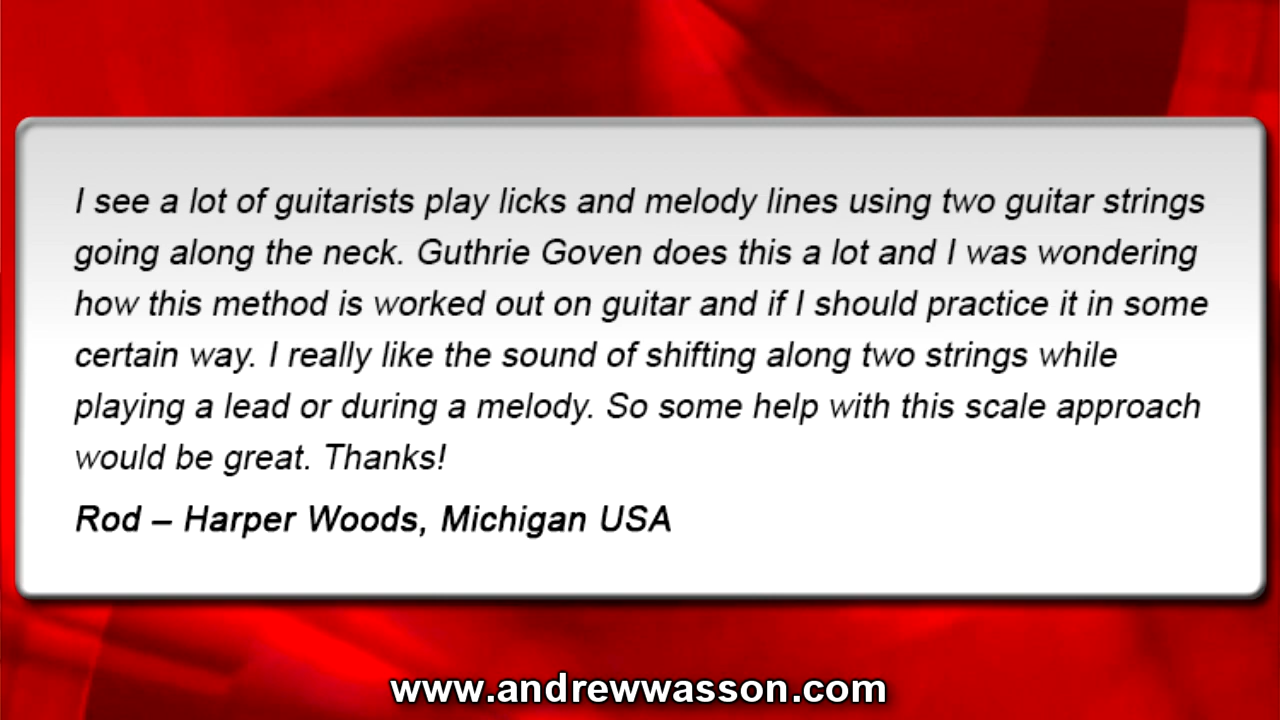 I see a lot of guitarists play licks and melody lines using two guitar strings
going along the neck. Guthrie Goven does this a lot and I was wondering
how this method is worked out on guitar and if I should practice it in some
certain way. I really like the sound of shifting along two strings while
playing a lead or during a melody. So some help with this scale approach
would be great. Thanks!
Rod – Harper Woods, Michigan USA
www.andrewwasson.com